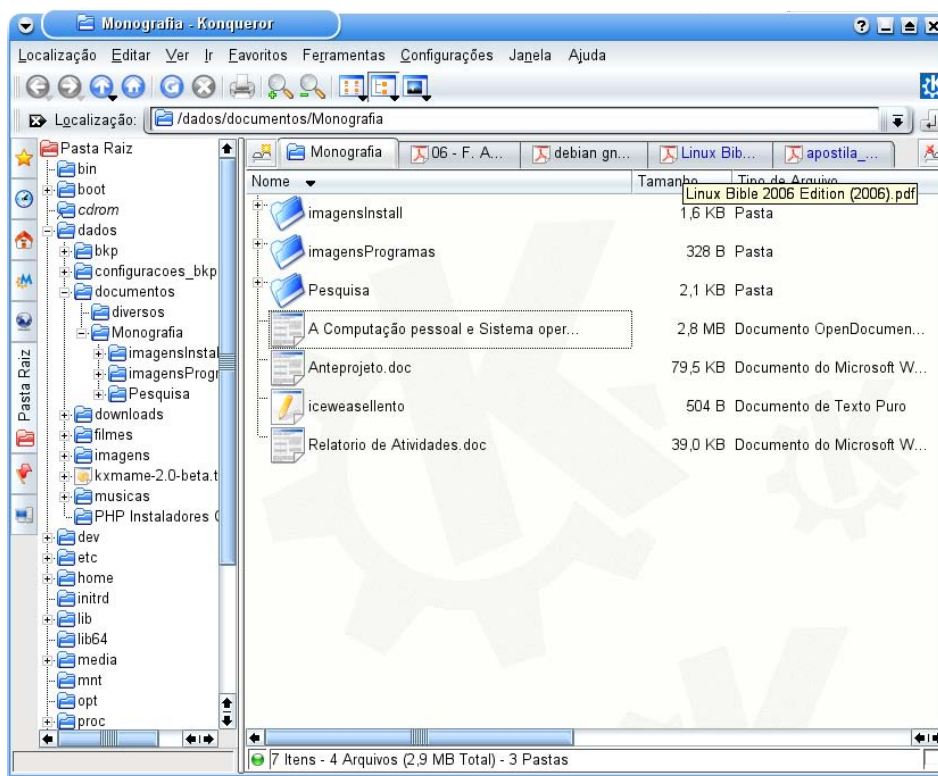 Monografia - Konqueror
Localização Editar Ver Ir Favoritos Ferramentas Configurações Janela Ajuda
Localização: /dados/documentos/Monografia
Pasta Raiz
Pasta Raiz
bin
boot
cdrom
dados
bkp
configuracoes_bkp
documentos
diversos
Monografia
imagensInstal
imagensProgr
Pesquisa
downloads
filmes
imagens
kxmame-2.0-beta.t
musicas
PHP Instaladores
dev
etc
home
initrd
lib
lib64
media
mnt
opt
proc
Monografia 06 - F. A... debian gn... Linux Bib... apostila_...
Nome Tamanho Tipo de Arquivo
Linux Bible 2006 Edition (2006).pdf
imagensInstall 1,6 KB Pasta
imagensProgramas 328 B Pasta
Pesquisa 2,1 KB Pasta
A Computação pessoal e Sistema oper... 2,8 MB Documento OpenDocumen...
Anteprojeto.doc 79,5 KB Documento do Microsoft W...
iceweasellento 504 B Documento de Texto Puro
Relatorio de Atividades.doc 39,0 KB Documento do Microsoft W...
7 Itens - 4 Arquivos (2,9 MB Total) - 3 Pastas